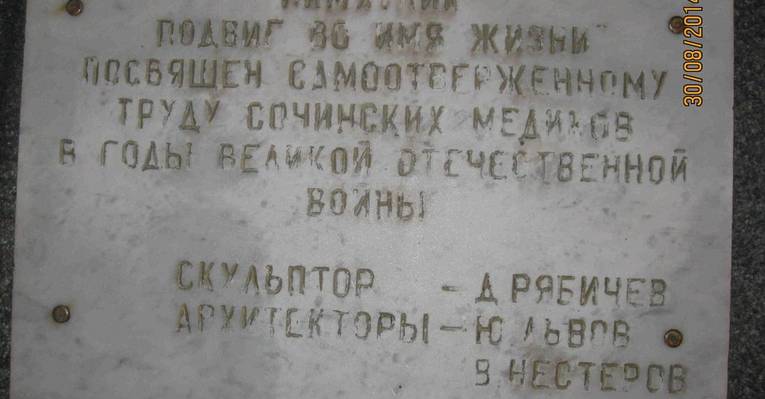 ПАМЯТНИК
ПОДВИГ ВО ИМЯ ЖИЗНИ"
ПОСВЯЩЕН САМООТВЕРЖЕННОМУ
ТРУДУ СОЧИНСКИХ МЕДИКОВ
В ГОДЫ ВЕЛИКОЙ ОТЕЧЕСТВЕННОЙ
ВОЙНЫ
СКУЛЬПТОР - Д РЯБИЧЕВ
АРХИТЕКТОРЫ - Ю ЛЬВОВ
В НЕСТЕРОВ
30/08/2014